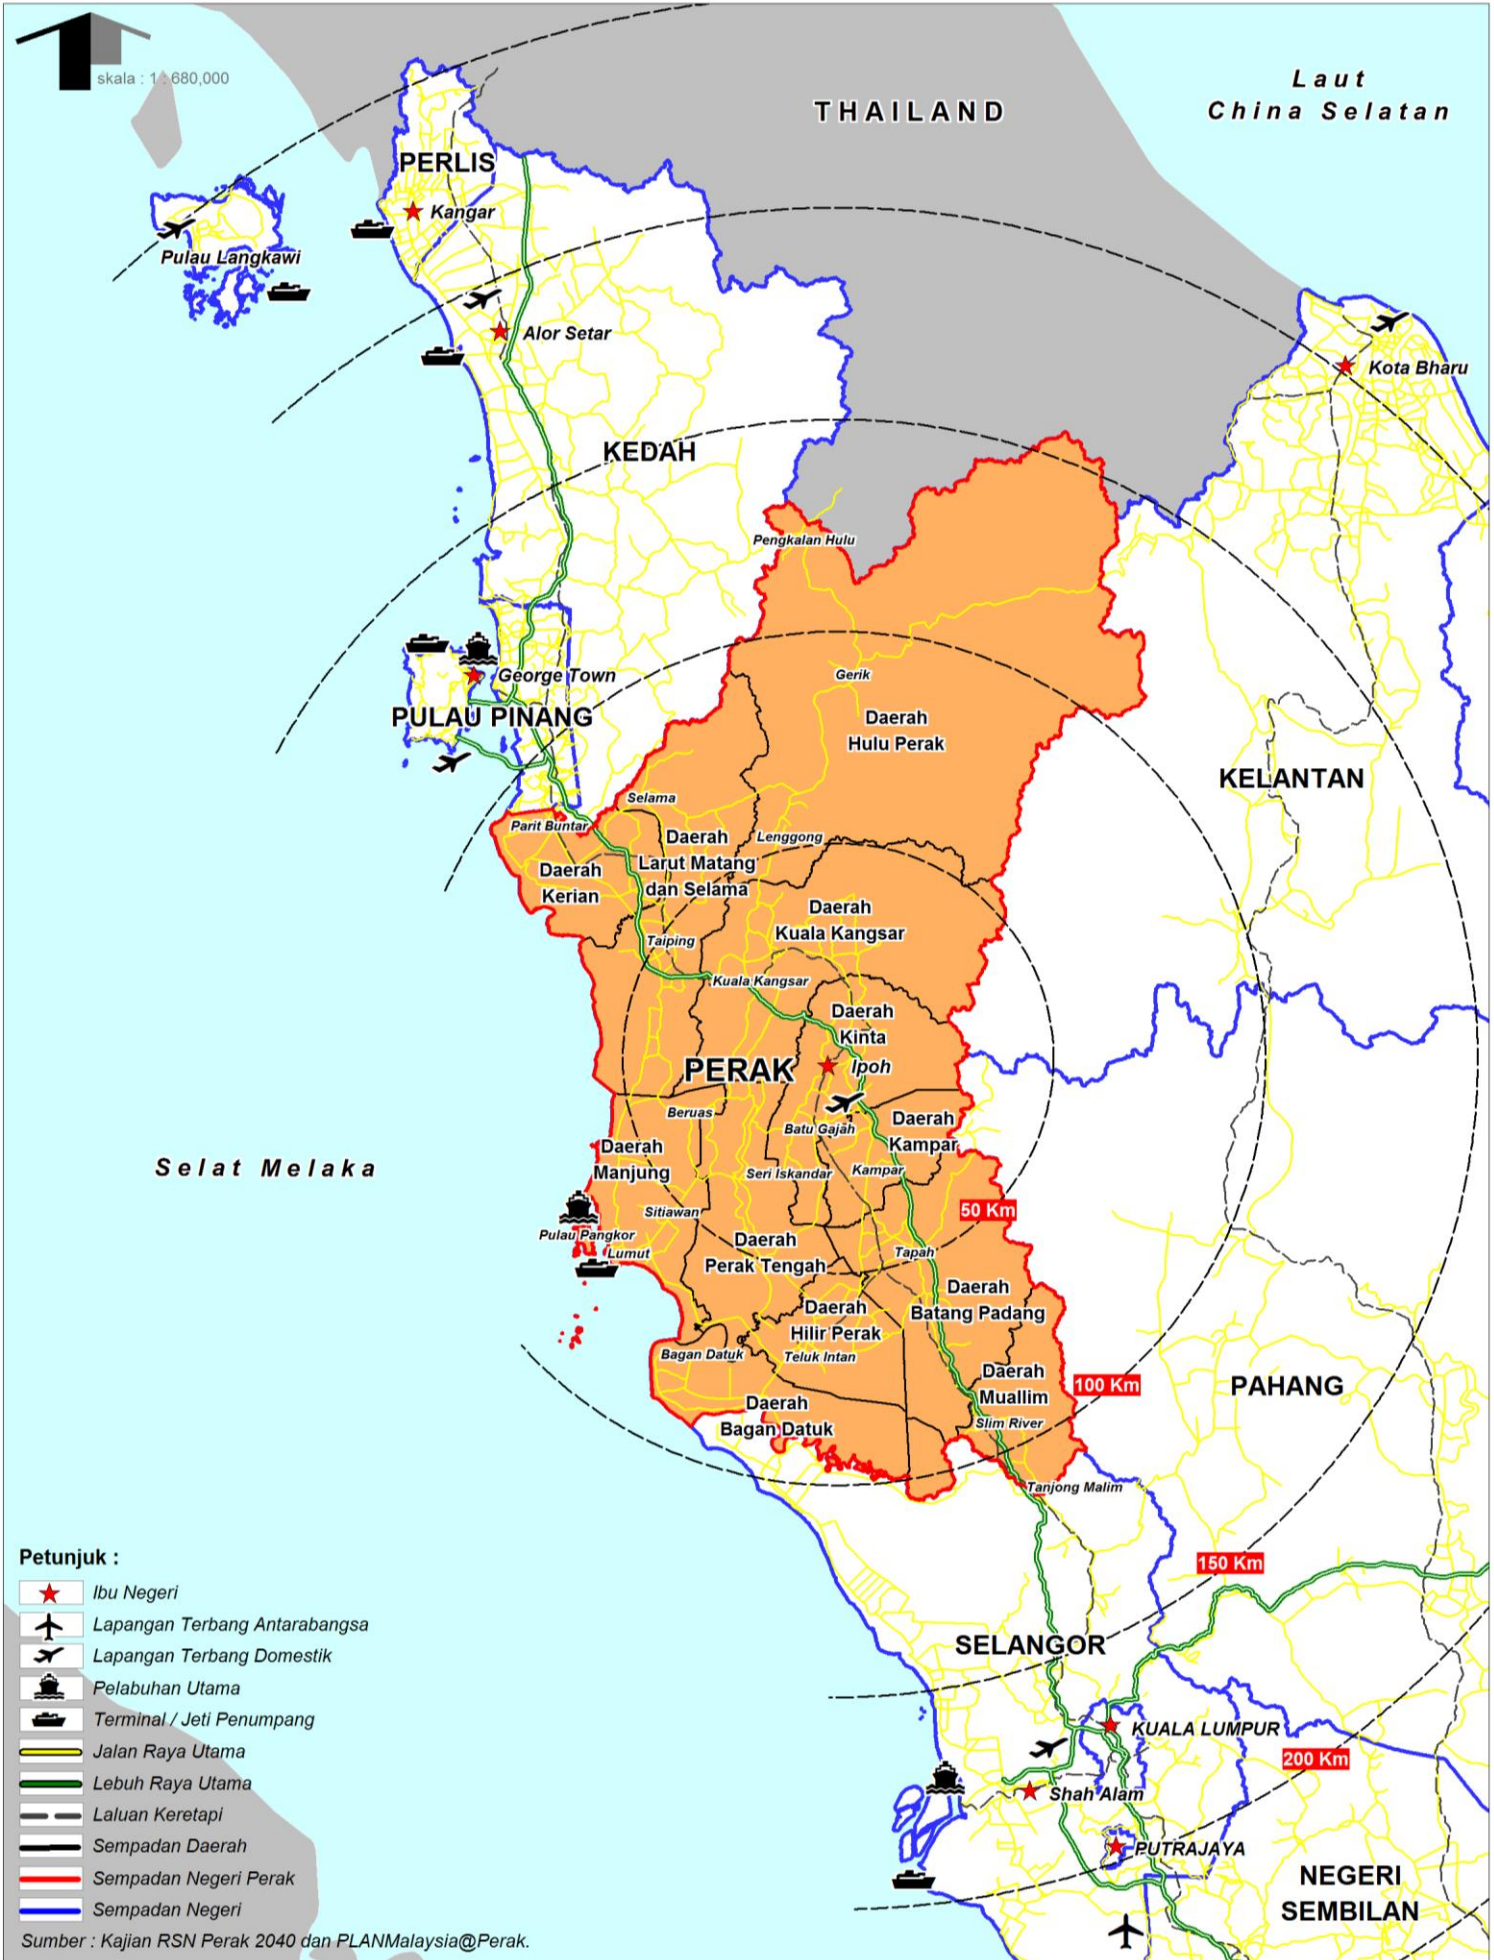 skala : 1 : 680,000
THAILAND
Laut
China Selatan
PERLIS
Kangar
Pulau Langkawi
Alor Setar
Kota Bharu
KEDAH
Pengkalan Hulu
George Town
PULAU PINANG
Gerik
Daerah
Hulu Perak
KELANTAN
Selama
Parit Buntar
Daerah
Larut Matang
dan Selama
Lenggong
Daerah
Kerian
Daerah
Kuala Kangsar
Taiping
Kuala Kangsar
Daerah
Kinta
PERAK
Ipoh
Beruas
Batu Gajah
Daerah
Kampar
Daerah
Manjung
Selat Melaka
Seri Iskandar
Kampar
50 Km
Sitiawan
Pulau Pangkor
Lumut
Daerah
Perak Tengah
Tapah
Daerah
Batang Padang
Daerah
Hilir Perak
Bagan Datuk
Teluk Intan
Daerah
Muallim
100 Km
PAHANG
Daerah
Bagan Datuk
Slim River
Tanjong Malim
150 Km
SELANGOR
KUALA LUMPUR
200 Km
Shah Alam
PUTRAJAYA
NEGERI
SEMBILAN
Petunjuk :
Ibu Negeri
Lapangan Terbang Antarabangsa
Lapangan Terbang Domestik
Pelabuhan Utama
Terminal / Jeti Penumpang
Jalan Raya Utama
Lebuh Raya Utama
Laluan Keretapi
Sempadan Daerah
Sempadan Negeri Perak
Sempadan Negeri
Sumber : Kajian RSN Perak 2040 dan PLANMalaysia@Perak.